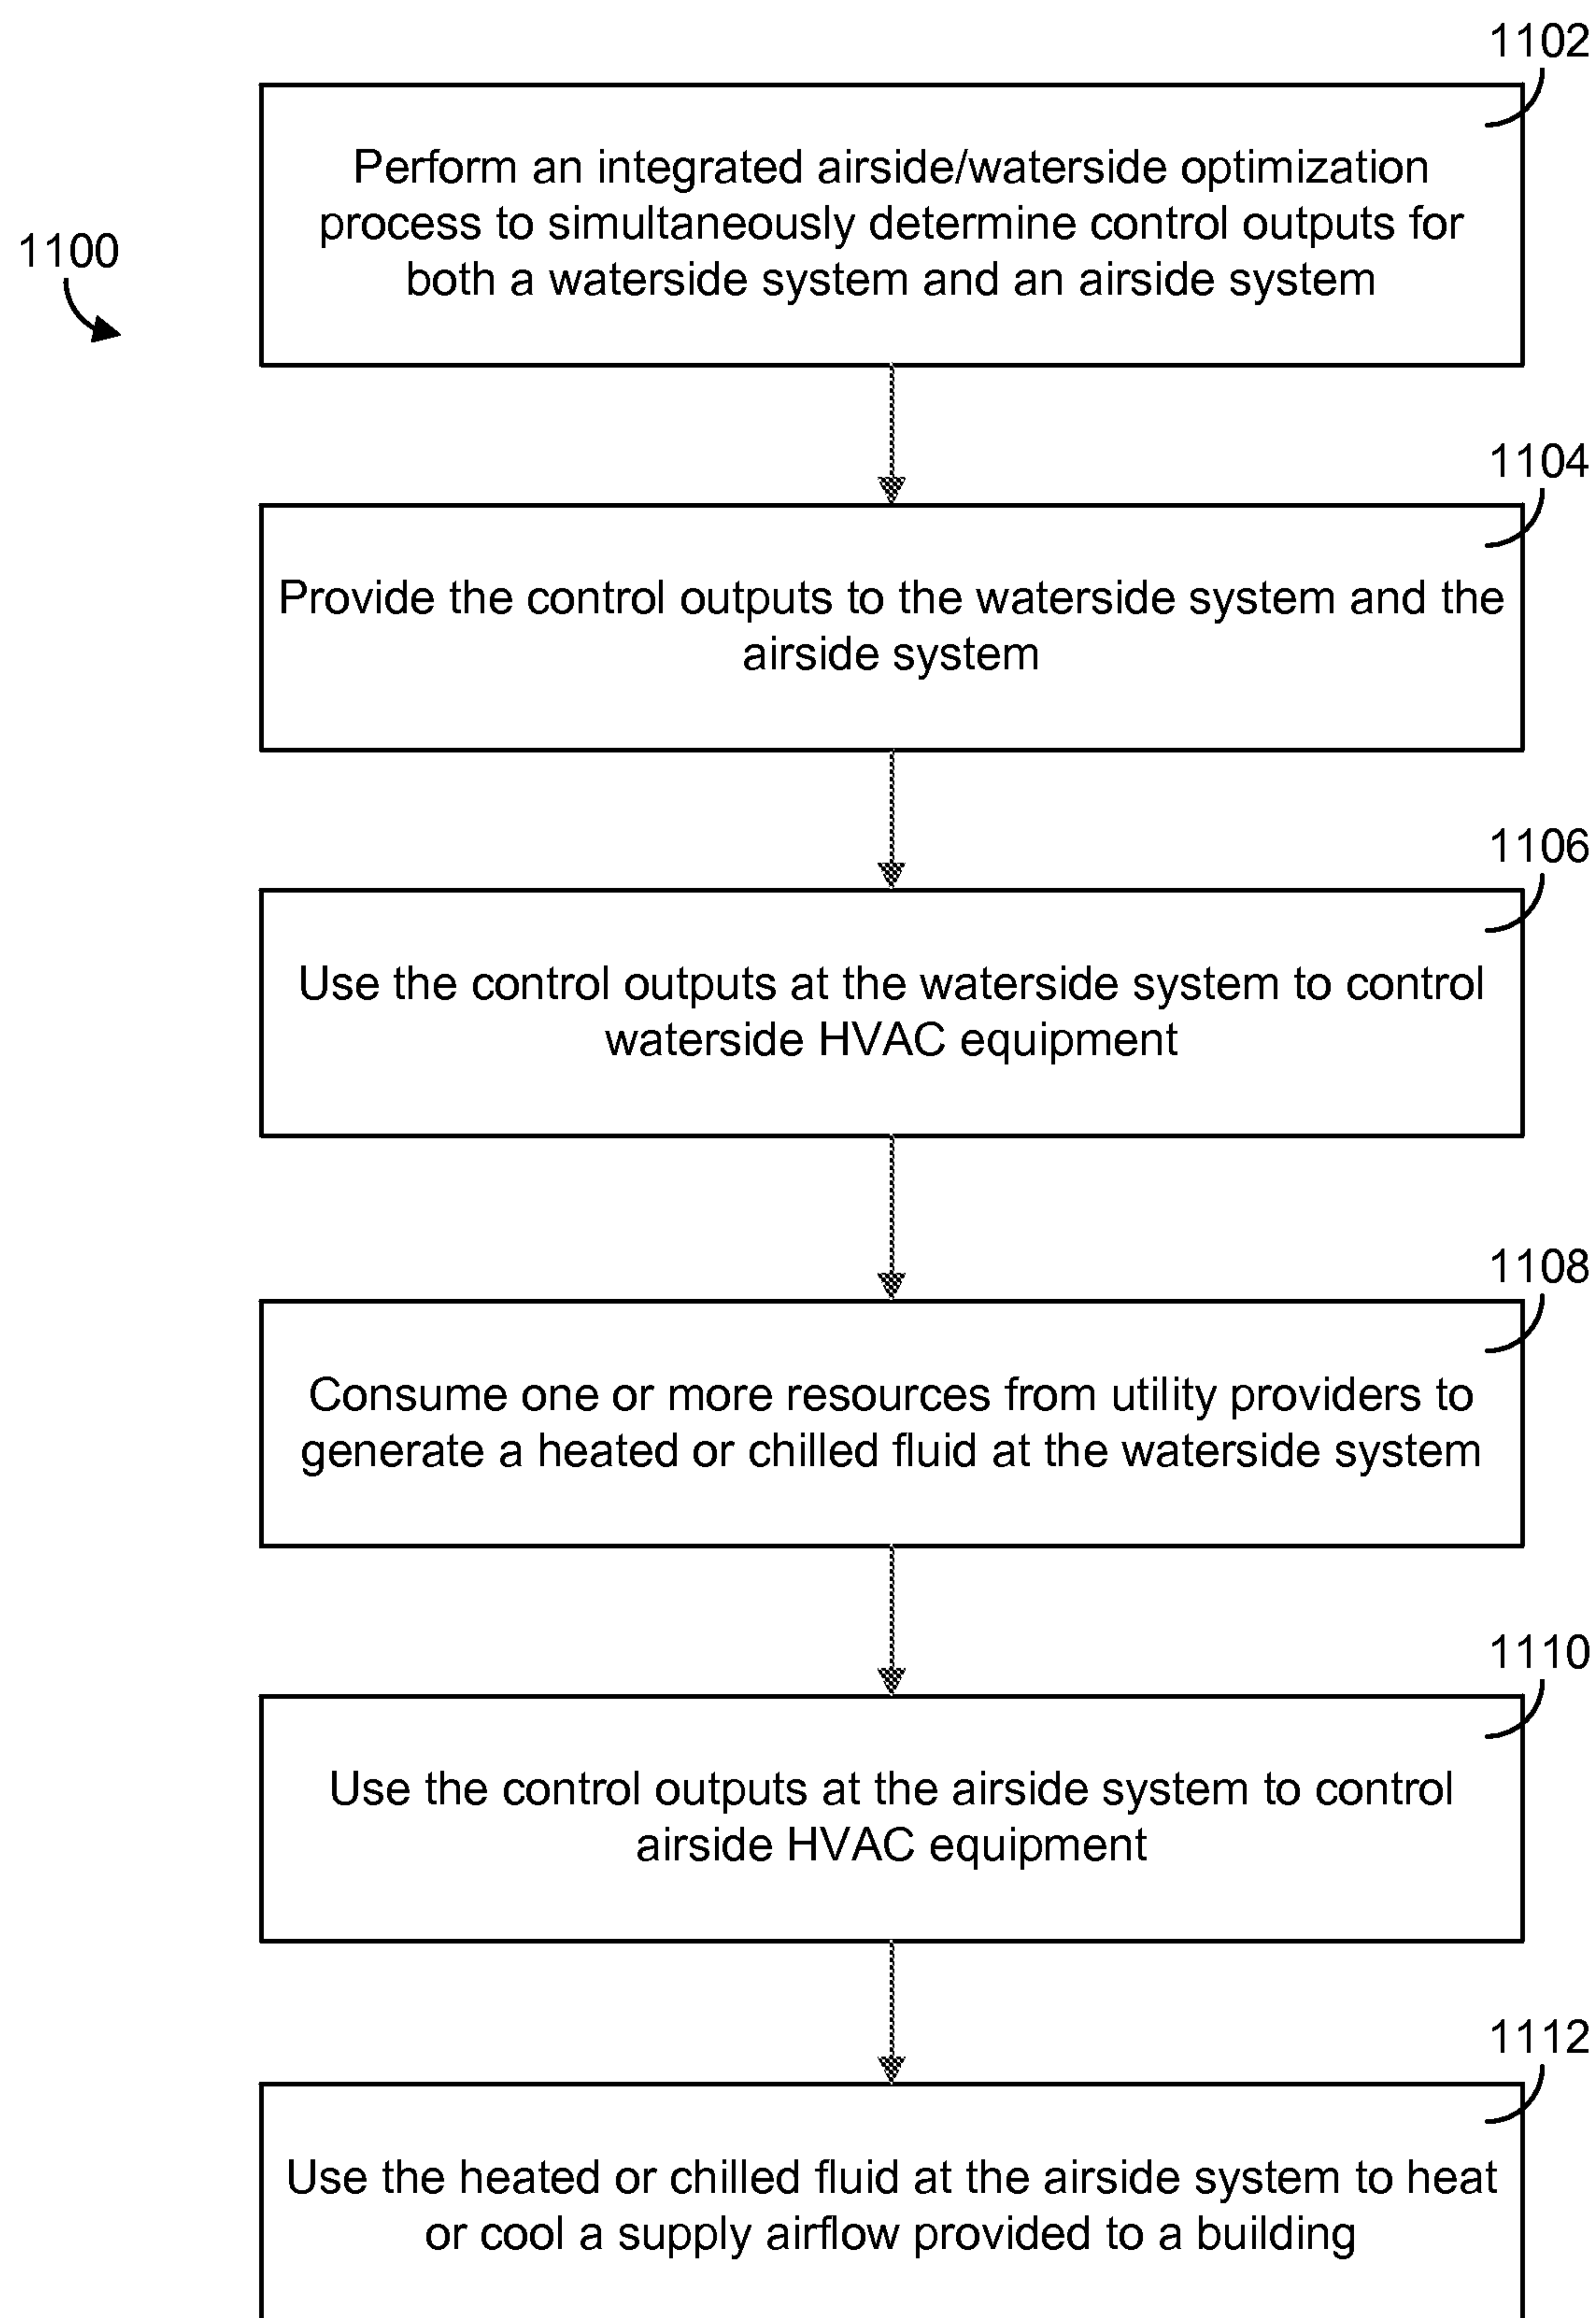 1102
Perform an integrated airside/waterside optimization
process to simultaneously determine control outputs for
both a waterside system and an airside system
1100
1104
Provide the control outputs to the waterside system and the
airside system
1106
Use the control outputs at the waterside system to control
waterside HVAC equipment
1108
Consume one or more resources from utility providers to
generate a heated or chilled fluid at the waterside system
1110
Use the control outputs at the airside system to control
airside HVAC equipment
1112
Use the heated or chilled fluid at the airside system to heat
or cool a supply airflow provided to a building